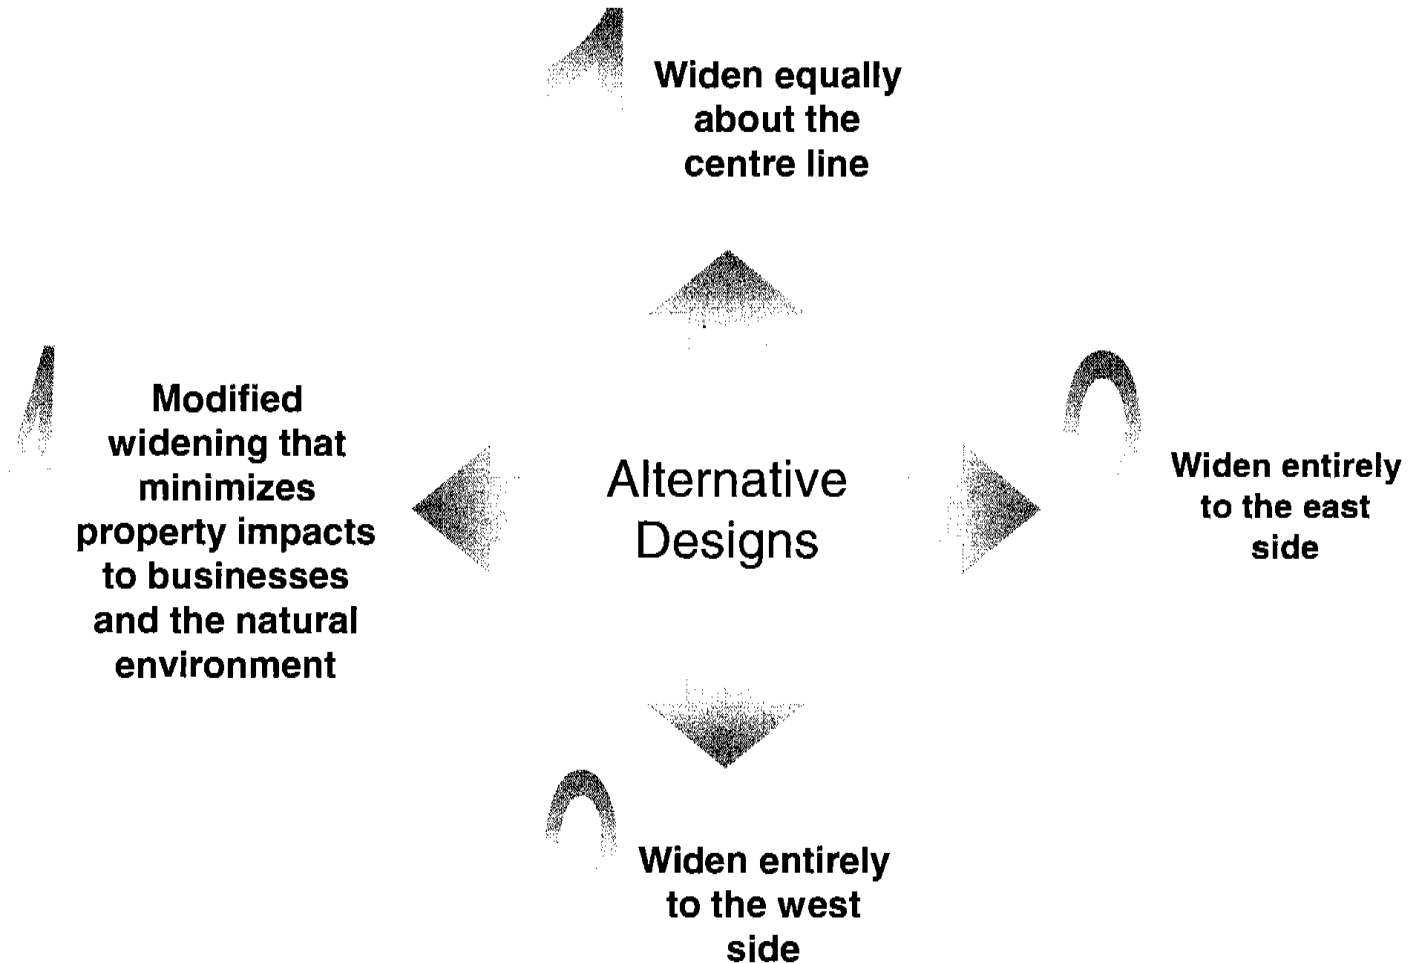 Widen equally
about the
centre line
Modified
widening that
minimizes
property impacts
to businesses
and the natural
environment
Alternative
Designs
Widen entirely
to the east
side
Widen entirely
to the west
side